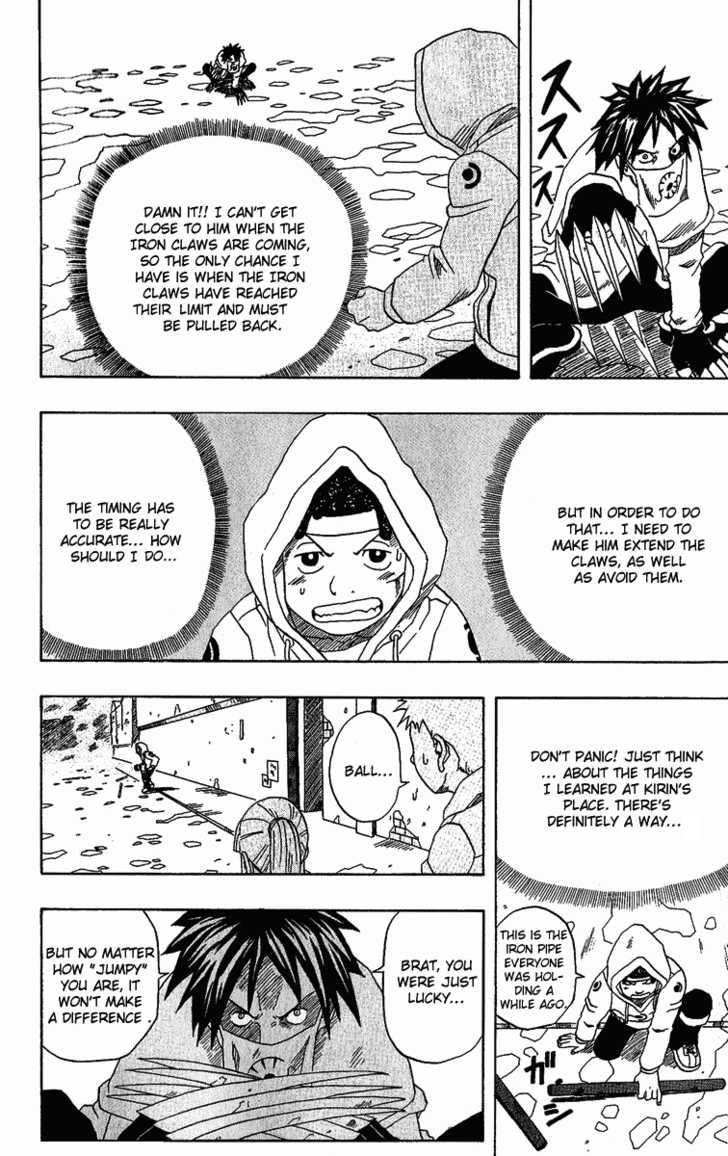 ススス
DAMN IT!! I CAN'T GET
CLOSE TO HIM WHEN THE
IRON CLAWS ARE COMING,
SO THE ONLY CHANCE I
HAVE IS WHEN THE IRON
CLAWS HAVE REACHED
THEIR LIMIT AND MUST
BE PULLED BACK.
BUT IN ORDER TO DO
THAT... I NEED TO
MAKE HIM EXTEND THE
CLAWS, AS WELL
AS AVOID THEM.
THE TIMING HAS
TO BE REALLY
ACCURATE... HOW
SHOULD I DO...
DON'T PANIC! JUST THINK
... ABOUT THE THINGS
I LEARNED AT KIRIN'S
PLACE. THERE'S
DEFINITELY A WAY...
THIS IS THE
IRON PIPE
EVERYONE
WAS HOL-
DING
A WHILE AGO.
ガシ
BALL...
BRAT, YOU
WERE JUST
LUCKY...
BUT NO MATTER
HOW "JUMPY"
YOU ARE, IT
WON'T MAKE
A DIFFERENCE .